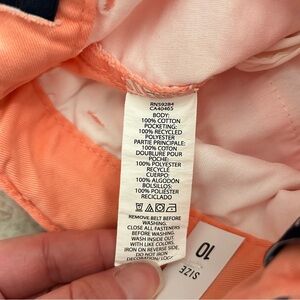 RN59284
CA40465
BODY:
100% COTTON
POCKETING:
100% RECYCLED
POLYESTER
PARTIE PRINCIPALE:
100% COTON
DOUBLURE POUR
POCHE:
100% POLYESTER
RECYCLE
CUERPO:
100% ALGODÓN
BOLSILLOS:
100% POLIÉSTER
RECICLADO
REMOVE BELT BEFORE
WASHING.
CLOSE ALL FASTENERS
BEFORE WASHING.
WASH INSIDE OUT
WITH LIKE COLORS.
IRON ON REVERSE SIDE,
DO NOT IRON
DECORATION/LOGO
SIZE
10